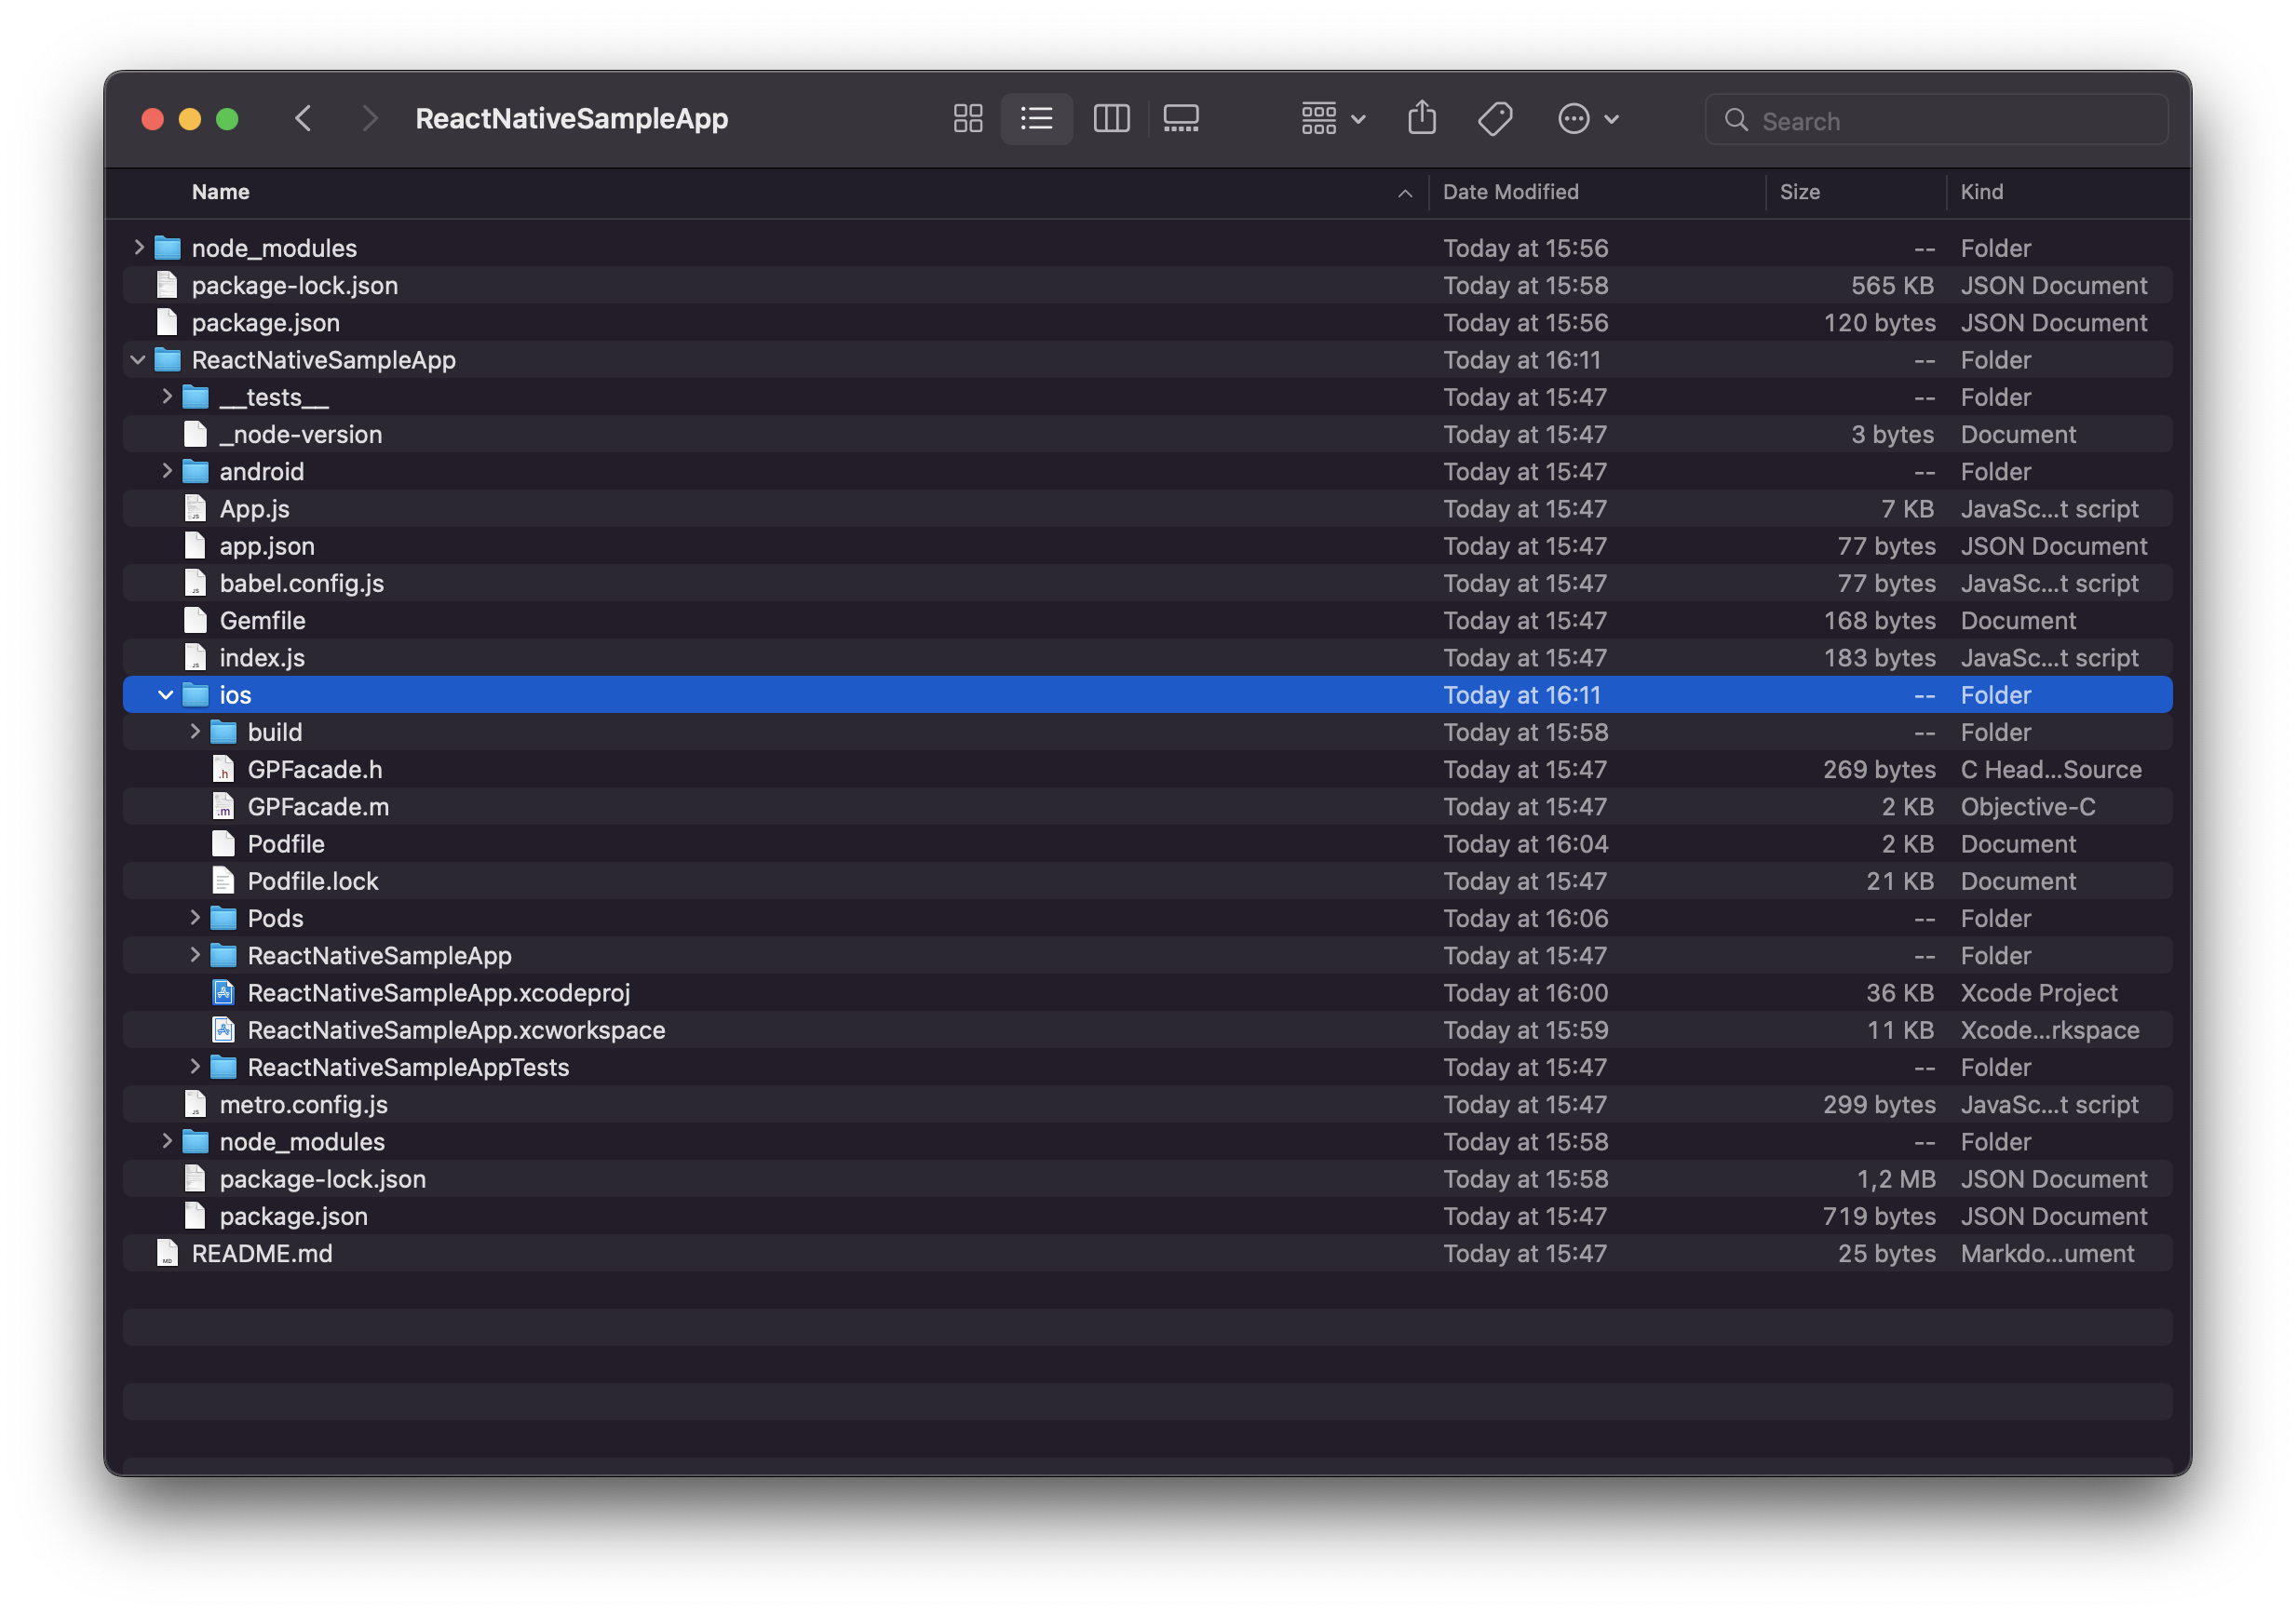 ReactNativeSampleApp
Search
Name Date Modified Size Kind
node_modules Today at 15:56 -- Folder
package-lock.json Today at 15:58 565 KB JSON Document
package.json Today at 15:56 120 bytes JSON Document
ReactNativeSampleApp Today at 16:11 -- Folder
__tests__ Today at 15:47 -- Folder
_node-version Today at 15:47 3 bytes Document
android Today at 15:47 -- Folder
App.js Today at 15:47 7 KB JavaSc...t script
app.json Today at 15:47 77 bytes JSON Document
babel.config.js Today at 15:47 77 bytes JavaSc...t script
Gemfile Today at 15:47 168 bytes Document
index.js Today at 15:47 183 bytes JavaSc...t script
ios Today at 16:11 -- Folder
build Today at 15:58 -- Folder
GPFacade.h Today at 15:47 269 bytes C Head...Source
GPFacade.m Today at 15:47 2 KB Objective-C
Podfile Today at 16:04 2 KB Document
Podfile.lock Today at 15:47 21 KB Document
Pods Today at 16:06 -- Folder
ReactNativeSampleApp Today at 15:47 -- Folder
ReactNativeSampleApp.xcodeproj Today at 16:00 36 KB Xcode Project
ReactNativeSampleApp.xcworkspace Today at 15:59 11 KB Xcode...rkspace
ReactNativeSampleAppTests Today at 15:47 -- Folder
metro.config.js Today at 15:47 299 bytes JavaSc...t script
node_modules Today at 15:58 -- Folder
package-lock.json Today at 15:58 1,2 MB JSON Document
package.json Today at 15:47 719 bytes JSON Document
README.md Today at 15:47 25 bytes Markdo...ument